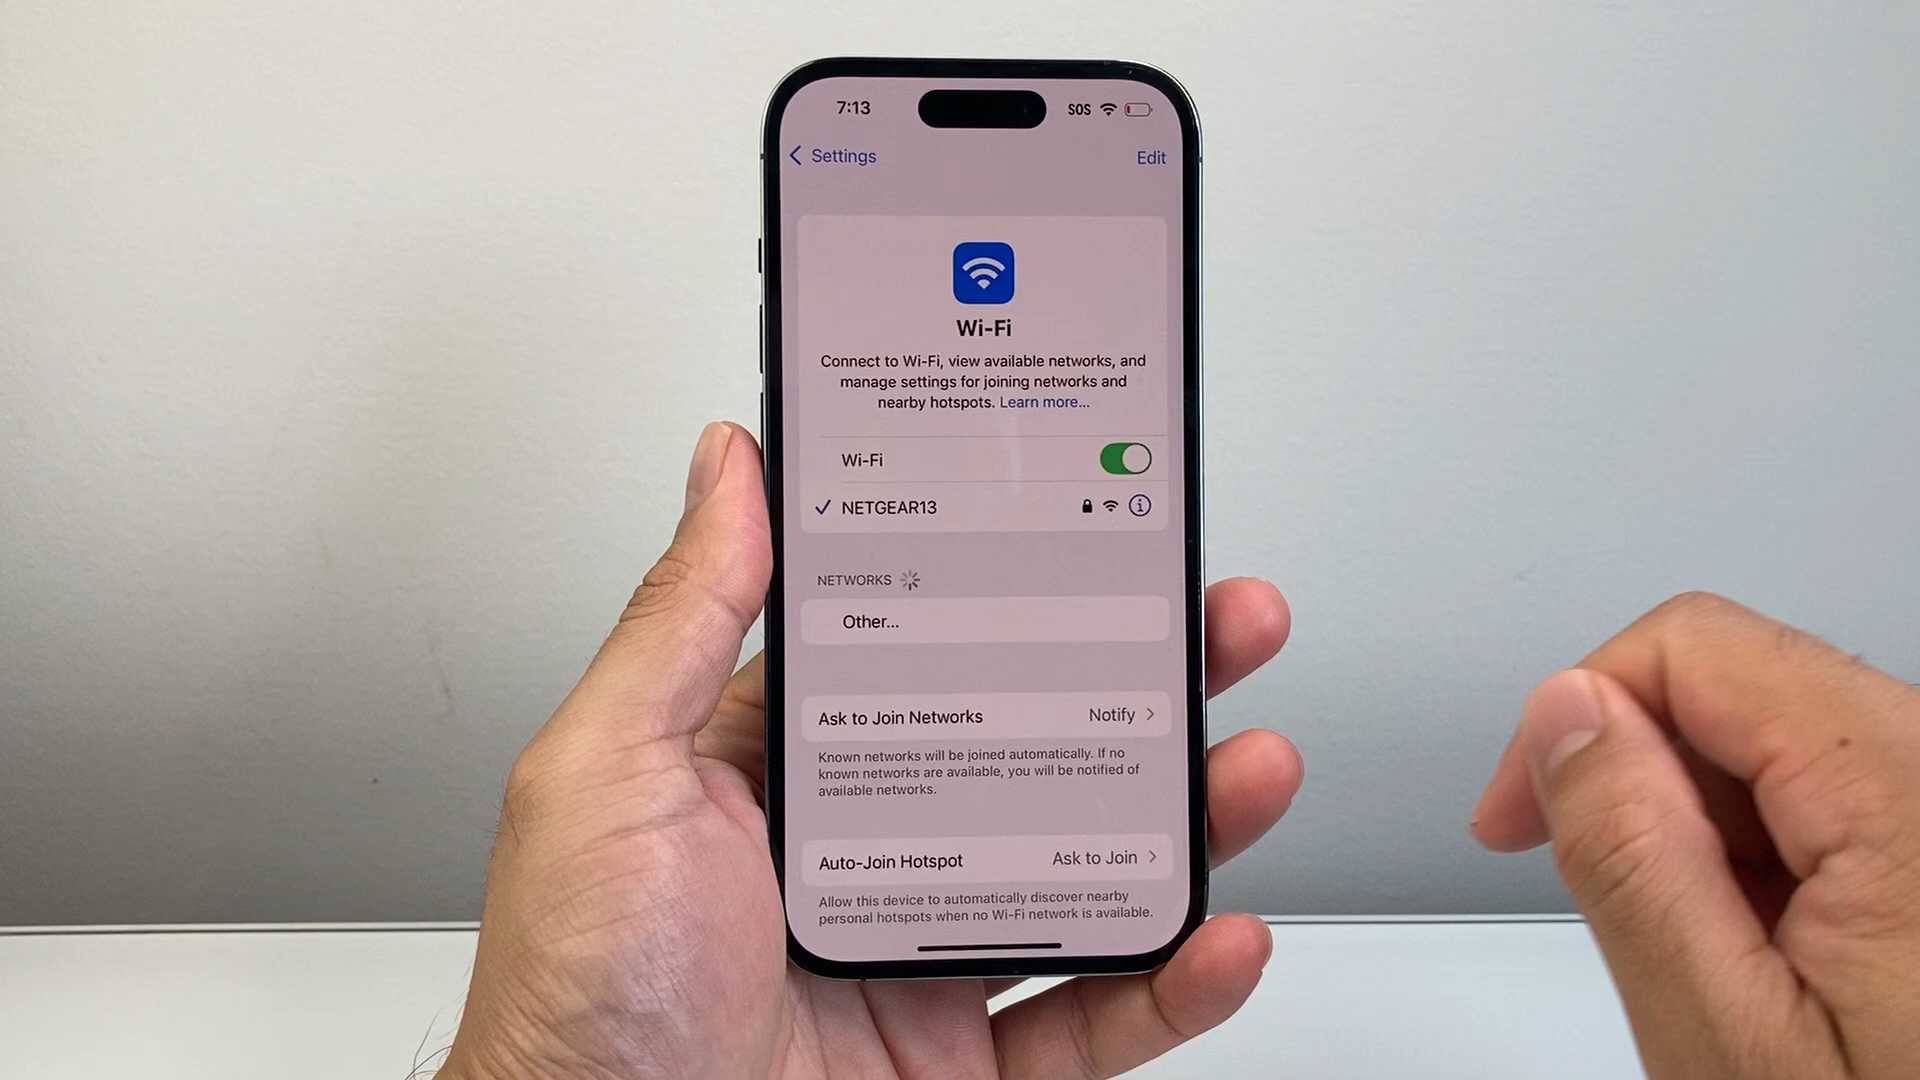 7:13 SOS
Settings Edit
Wi-Fi
Connect to Wi-Fi, view available networks, and
manage settings for joining networks and
nearby hotspots. Learn more...
Wi-Fi
NETGEAR13
NETWORKS
Other...
Ask to Join Networks Notify
Known networks will be joined automatically. If no
known networks are available, you will be notified of
available networks.
Auto-Join Hotspot Ask to Join
Allow this device to automatically discover nearby
personal hotspots when no Wi-Fi network is available.